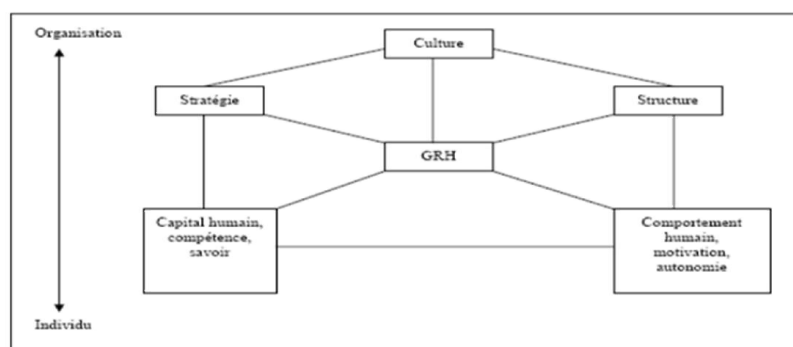 Organisation
Culture
Stratégie
Structure
GRH
Capital humain,
compétence,
savoir
Comportement
humain,
motivation,
autonomie
Individu